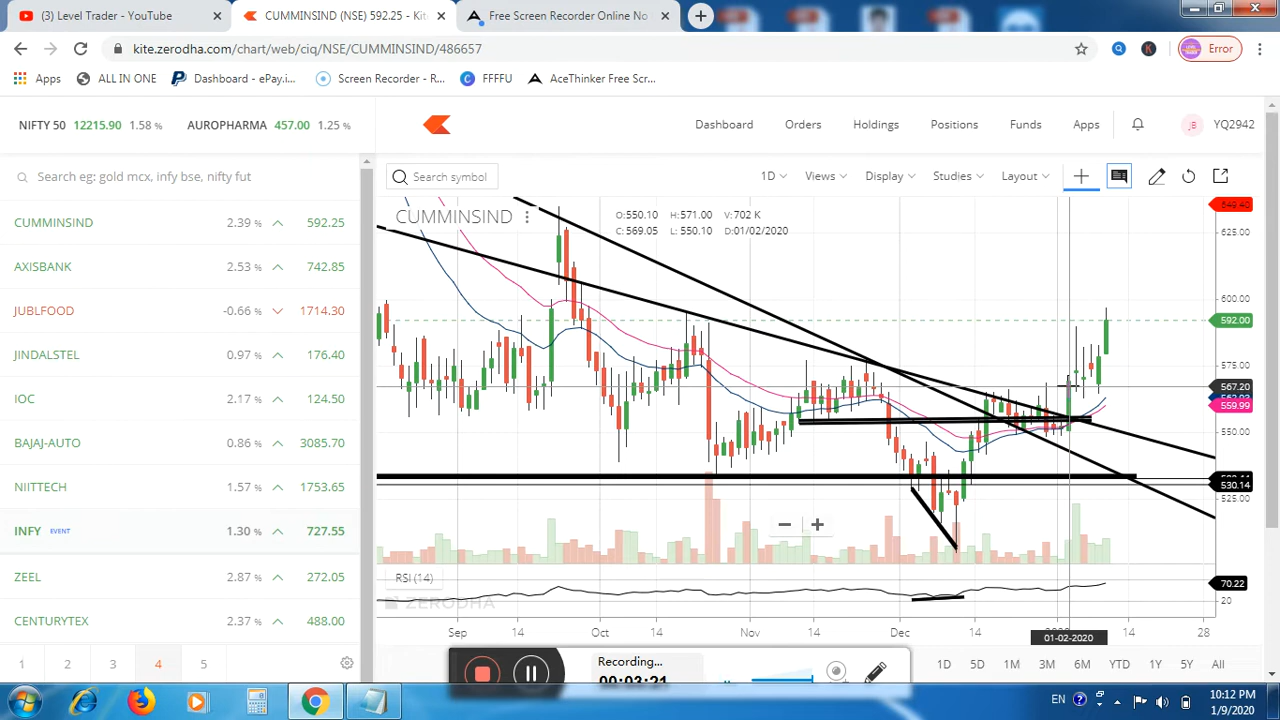 (3) Level Trader - YouTube
CUMMINSIND (NSE) 592.25 - Kit
Free Screen Recorder Online No
kite.zerodha.com/chart/web/ciq/NSE/CUMMINSIND/486657
Error
Apps
ALL IN ONE
Dashboard - ePay.i...
Screen Recorder - R...
FFFFU
AceThinker Free Scr...
NIFTY 50 12215.90 1.58 %
AUROPHARMA 457.00 1.25 %
Dashboard
Orders
Holdings
Positions
Funds
Apps
JB
YQ2942
Search eg: gold mcx, infy bse, nifty fut
Search symbol
1D
Views
Display
Studies
Layout
CUMMINSIND 2.39 % 592.25
AXISBANK 2.53 % 742.85
JUBLFOOD -0.66 % 1714.30
JINDALSTEL 0.97 % 176.40
IOC 2.17 % 124.50
BAJAJ-AUTO 0.86 % 3085.70
NIITTECH 1.57 % 1753.65
INFY EVENT 1.30 % 727.55
ZEEL 2.87 % 272.05
CENTURYTEX 2.37 % 488.00
1 2 3 4 5
CUMMINSIND
O:550.10 H:571.00 V:702 K
C:569.05 L:550.10 D:01/02/2020
649.40
625.00
600.00
592.00
575.00
567.20
559.99
550.00
530.14
525.00
RSI (14)
70.22
20
ZERODHA
Sep 14 Oct 14 Nov 14 Dec 14 14 28
01-02-2020
1D 5D 1M 3M 6M YTD 1Y 5Y All
Recording...
00:03:21
EN
10:12 PM
1/9/2020